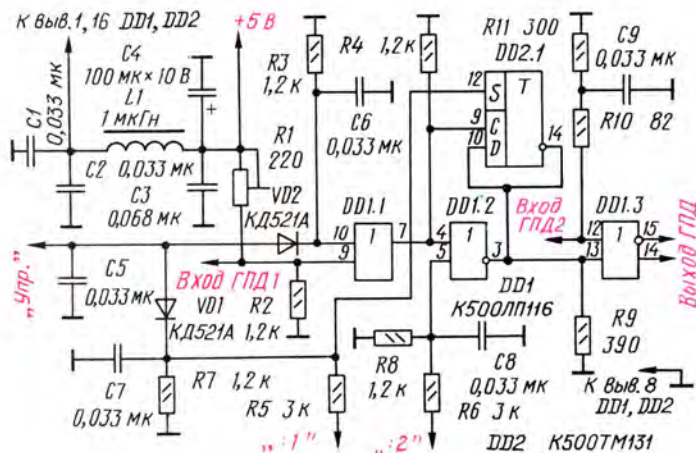 К выв.1, 16 DD1, DD2
+5 В
C4
100 мк × 10 В
L1
1 мкГн
C1
0,033 мк
C2
0,033 мк
C3
0,068 мк
+
R1
220
R3
1,2 к
R4
1,2 к
C6
0,033 мк
R11 300
DD2.1
12
S
T
9
C
10
D
14
C9
0,033 мк
R10 82
VD2
КД521А
DD1.1
10
9
1
7
DD1.2
4
5
1
3
Вход ГПД2
DD1.3
12
13
1
15
14
Выход ГПД
„Упр."
C5
0,033 мк
Вход ГПД1
VD1
КД521А
R2
1,2 к
DD1
К500ЛП116
R9
390
C7
0,033 мк
R7 1,2 к
R5 3 к
„:1"
R8
1,2 к
C8
0,033 мк
R6 3 к
„:2"
К выв. 8
DD1, DD2
DD2 К500ТМ131